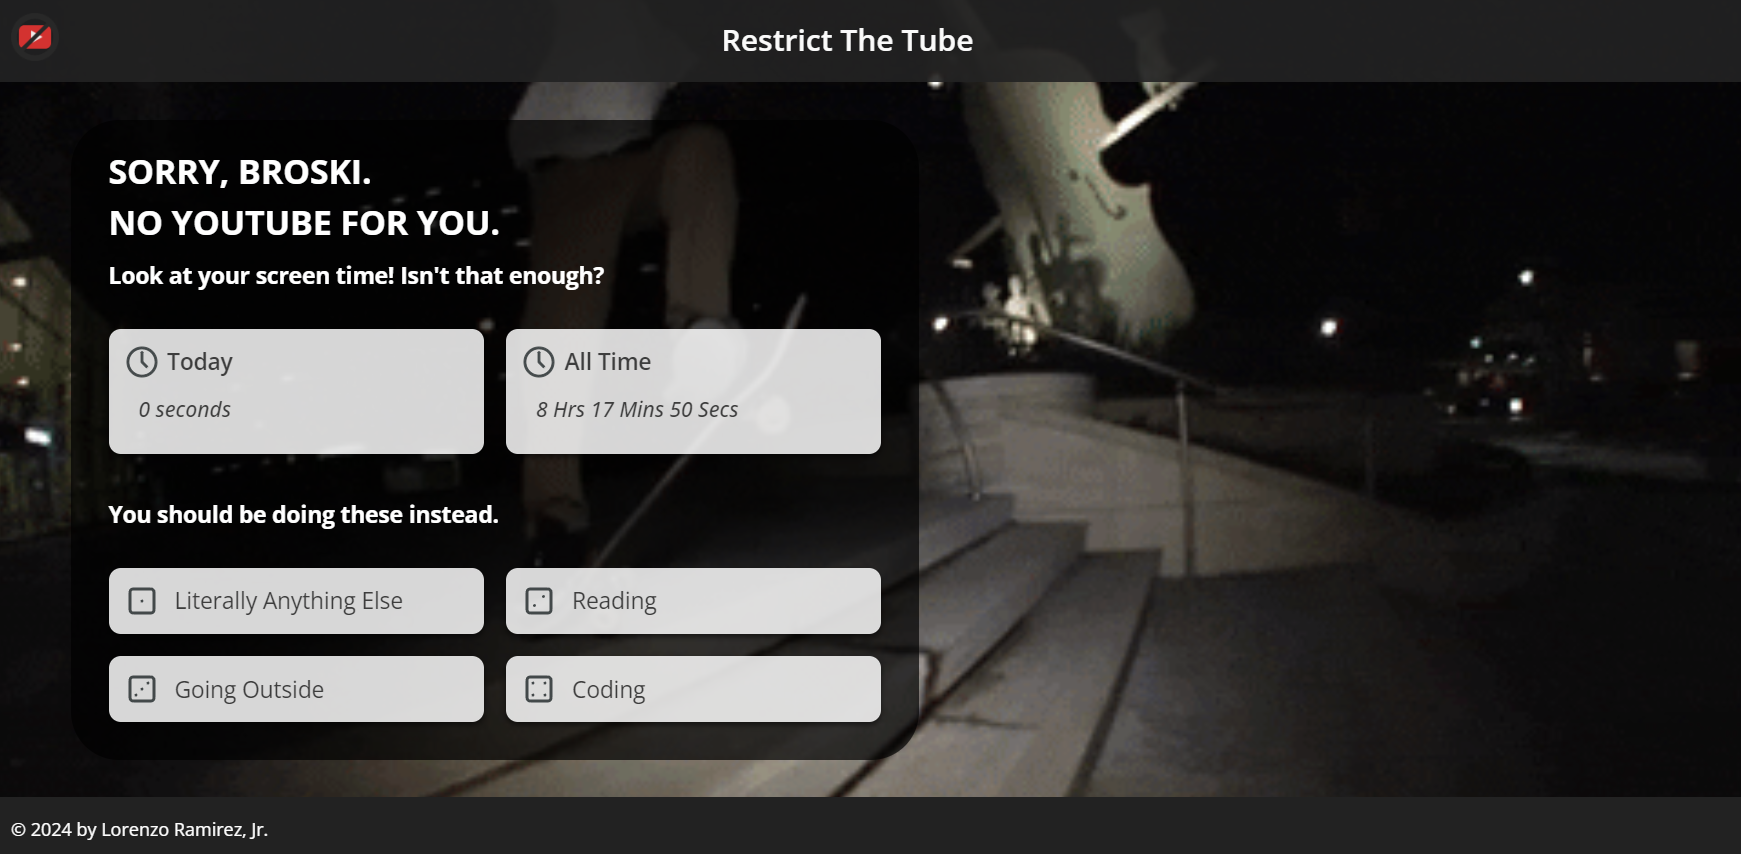 Restrict The Tube
SORRY, BROSKI.
NO YOUTUBE FOR YOU.
Look at your screen time! Isn't that enough?
Today
0 seconds
All Time
8 Hrs 17 Mins 50 Secs
You should be doing these instead.
Literally Anything Else
Reading
Going Outside
Coding
© 2024 by Lorenzo Ramirez, Jr.